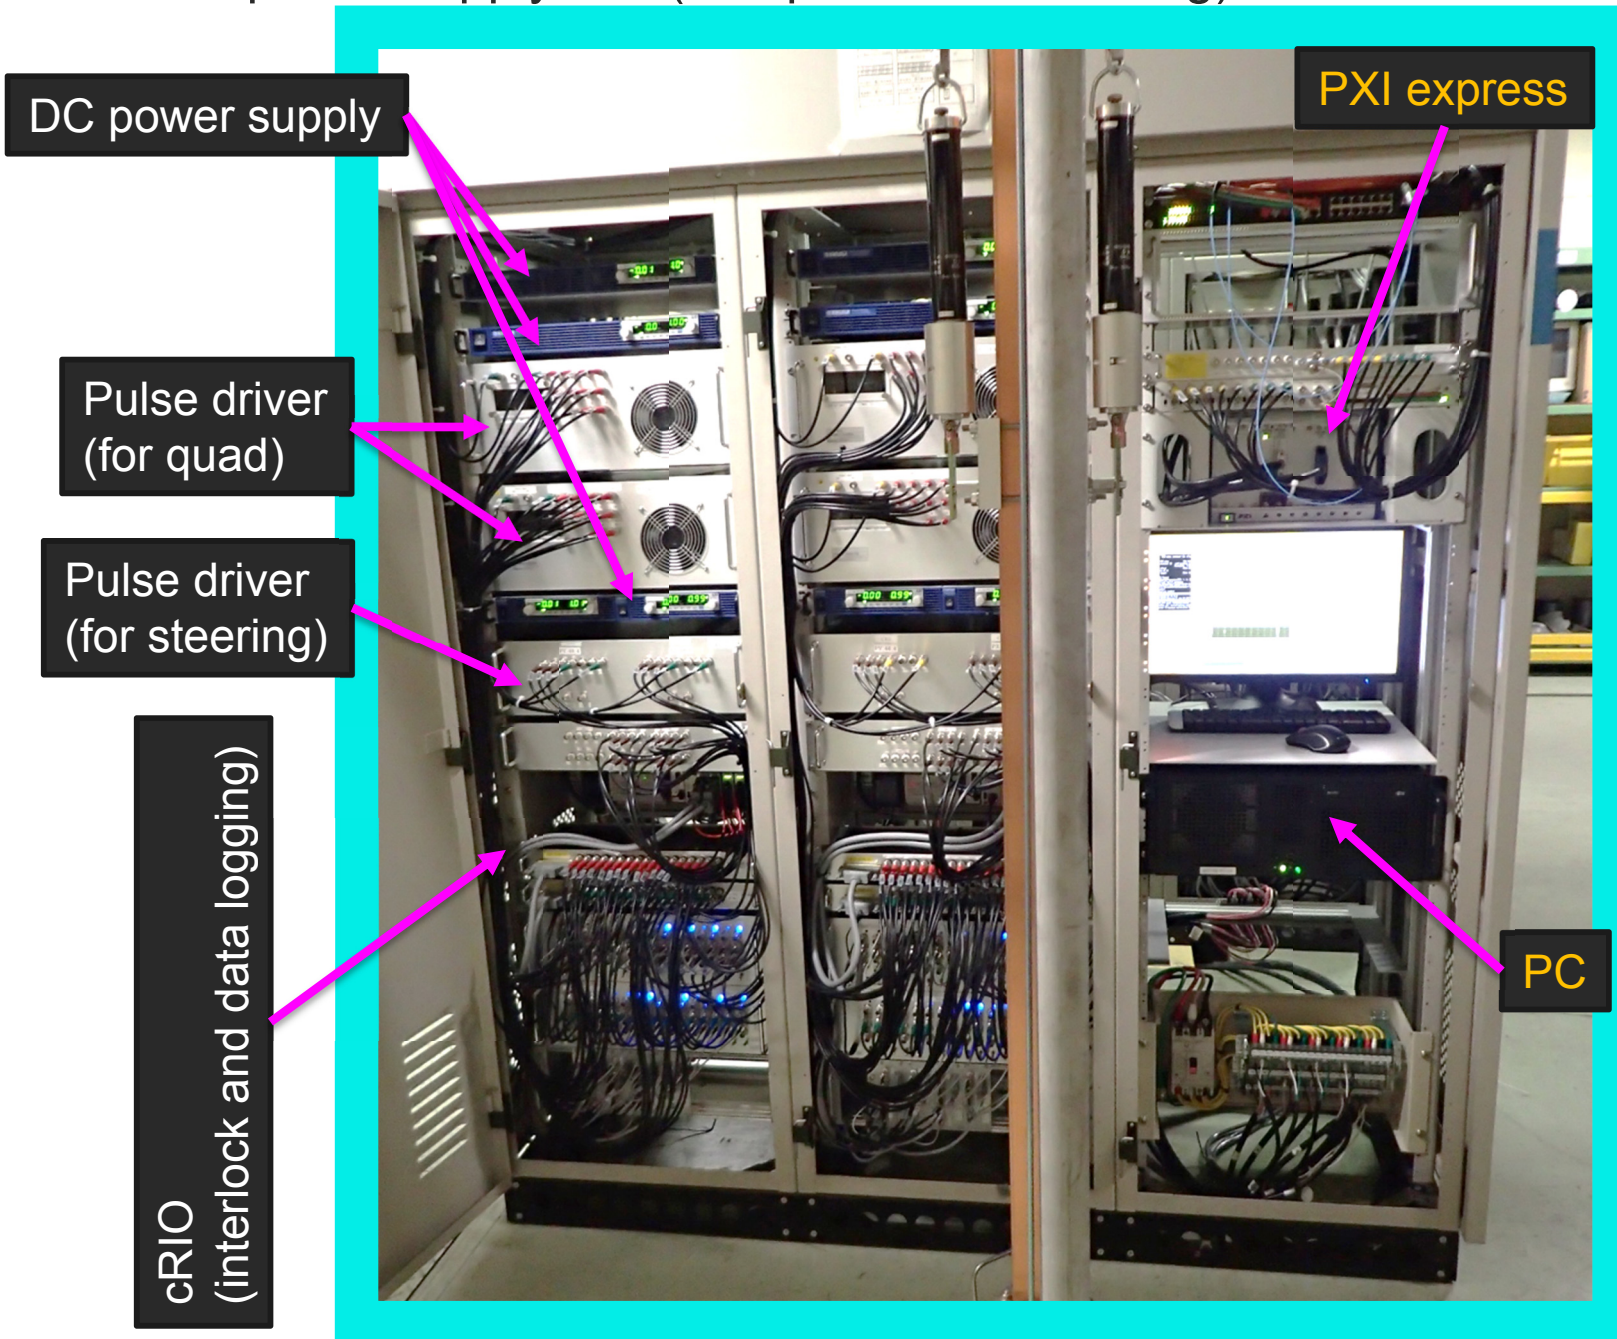 DC power supply
PXI express
Pulse driver
(for quad)
Pulse driver
(for steering)
cRIO
(interlock and data logging)
PC